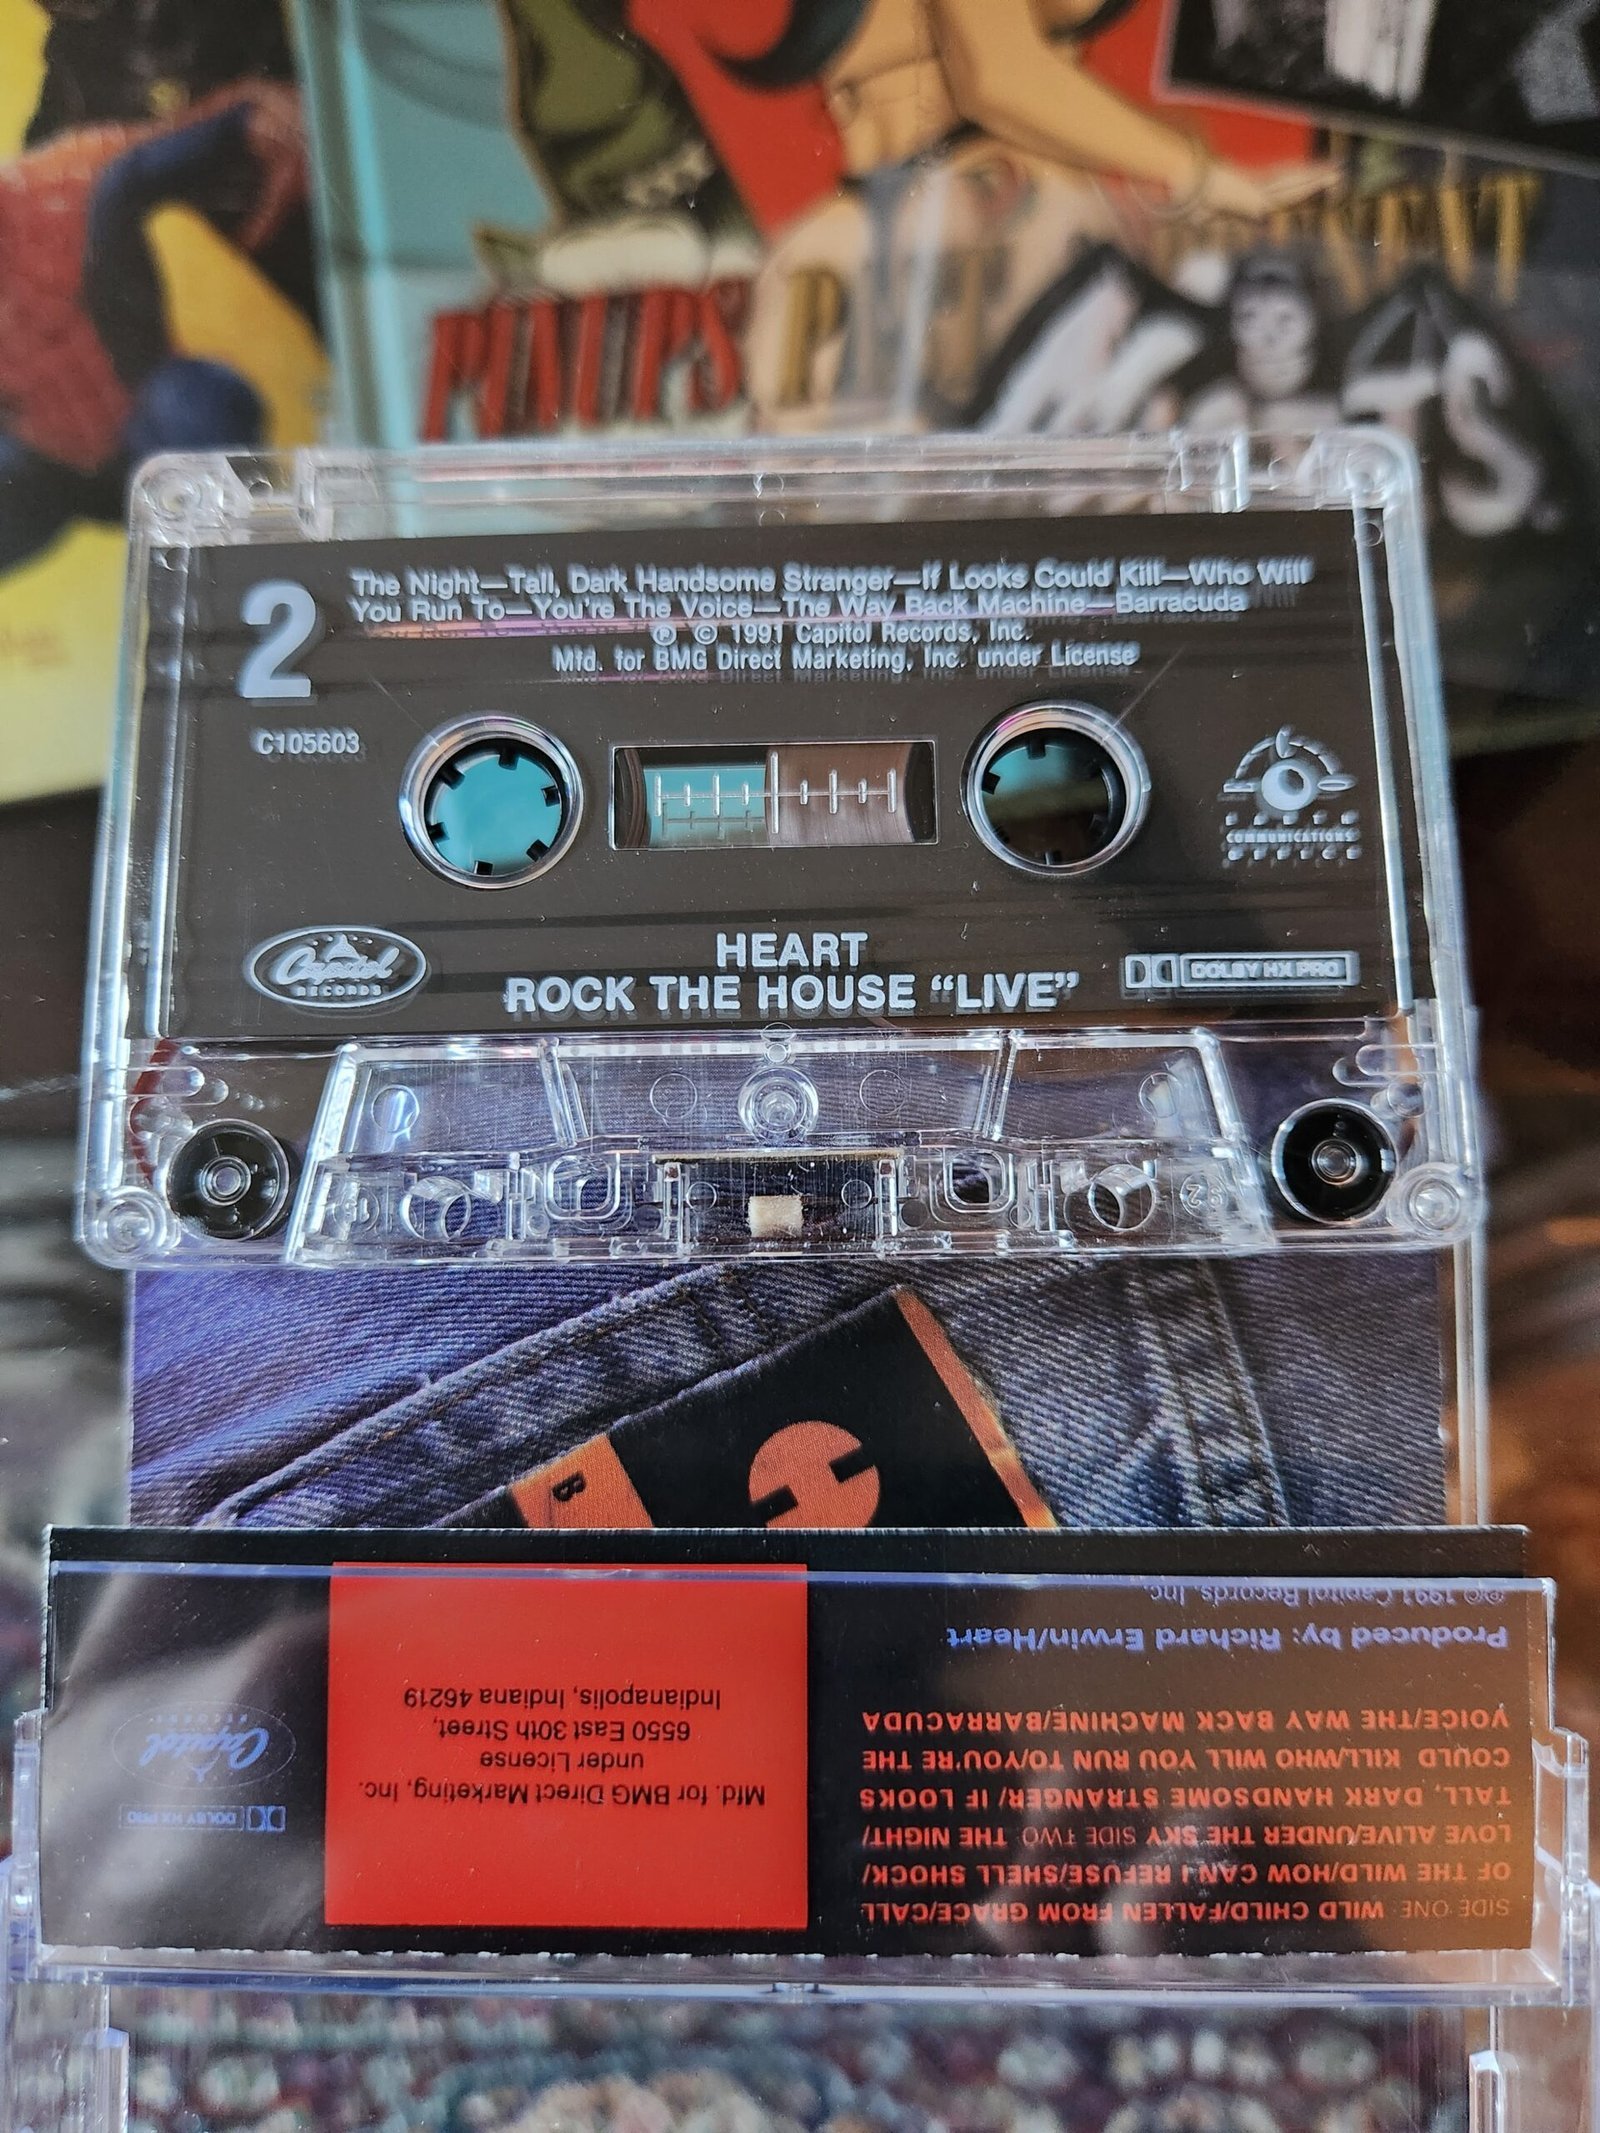 PINUPS
2
The Night—Tall, Dark Handsome Stranger—If Looks Could Kill—Who Will
You Run To—You're The Voice—The Way Back Machine—Barracuda
℗ © 1991 Capitol Records, Inc.
Mfd. for BMG Direct Marketing, Inc. under License
C105603
EARTH
COMMUNICATIONS
OFFICE
Capitol
RECORDS
HEART
ROCK THE HOUSE “LIVE”
DOLBY HX PRO
B
SIDE ONE WILD CHILD/FALLEN FROM GRACE/CALL
OF THE WILD/HOW CAN I REFUSE/SHELL SHOCK/
LOVE ALIVE/UNDER THE SKY SIDE TWO THE NIGHT/
TALL, DARK HANDSOME STRANGER/ IF LOOKS
COULD KILL/WHO WILL YOU RUN TO/YOU'RE THE
VOICE/THE WAY BACK MACHINE/BARRACUDA
Produced by: Richard Erwin/Heart
℗© 1991 Capitol Records, Inc.
Mfd. for BMG Direct Marketing, Inc.
under License
6550 East 30th Street,
Indianapolis, Indiana 46219
DOLBY HX PRO
Capitol
RECORDS